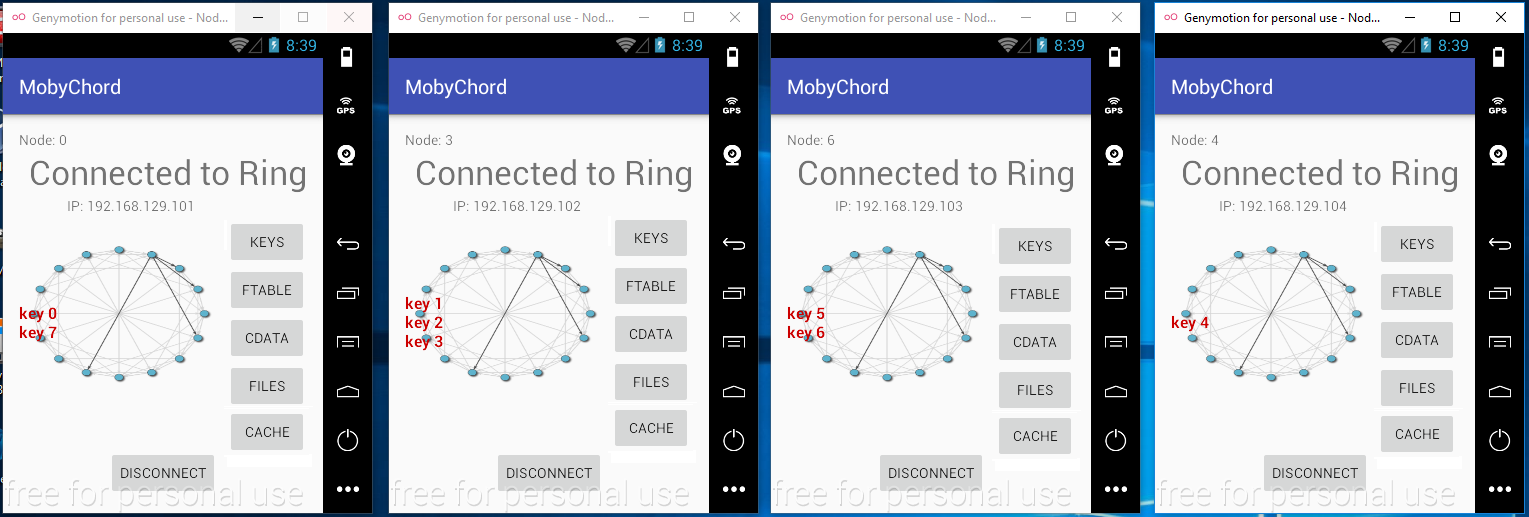 Genymotion for personal use - Nod...
8:39
GPS
MobyChord
Node: 0
Connected to Ring
IP: 192.168.129.101
KEYS
FTABLE
key 0
key 7
CDATA
FILES
CACHE
DISCONNECT
free for personal use
Genymotion for personal use - Nod...
8:39
GPS
MobyChord
Node: 3
Connected to Ring
IP: 192.168.129.102
KEYS
FTABLE
key 1
key 2
key 3
CDATA
FILES
CACHE
DISCONNECT
free for personal use
Genymotion for personal use - Nod...
8:39
GPS
MobyChord
Node: 6
Connected to Ring
IP: 192.168.129.103
KEYS
FTABLE
key 5
key 6
CDATA
FILES
CACHE
DISCONNECT
free for personal use
Genymotion for personal use - Nod...
8:39
GPS
MobyChord
Node: 4
Connected to Ring
IP: 192.168.129.104
KEYS
FTABLE
key 4
CDATA
FILES
CACHE
DISCONNECT
free for personal use